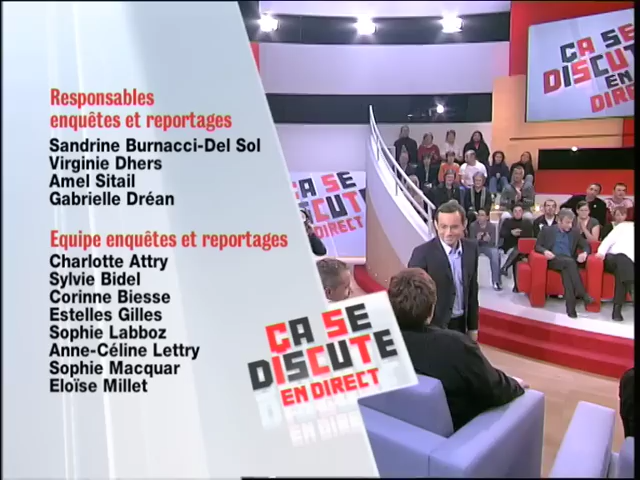 Responsables
enquêtes et reportages
Sandrine Burnacci-Del Sol
Virginie Dhers
Amel Sitail
Gabrielle Dréan
Equipe enquêtes et reportages
Charlotte Attry
Sylvie Bidel
Corinne Biesse
Estelles Gilles
Sophie Labboz
Anne-Céline Lettry
Sophie Macquar
Eloïse Millet
ÇA SE
DISCUTE
EN DIRECT
ÇA SE
DISCUTE
EN DIRECT
ÇA SE
DISCUT
EN
DIRE